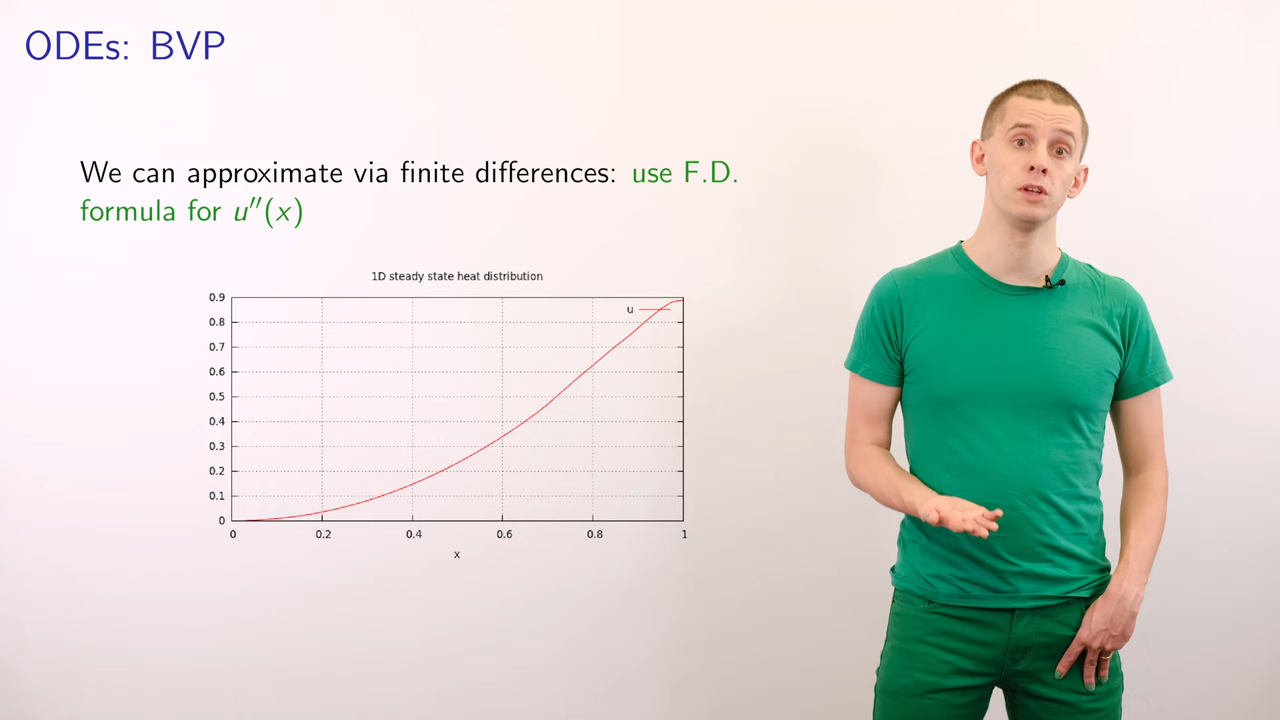 ODEs: BVP
We can approximate via finite differences: use F.D.
formula for u″(x)
1D steady state heat distribution
u
0.9
0.8
0.7
0.6
0.5
0.4
0.3
0.2
0.1
0
0 0.2 0.4 0.6 0.8 1
x